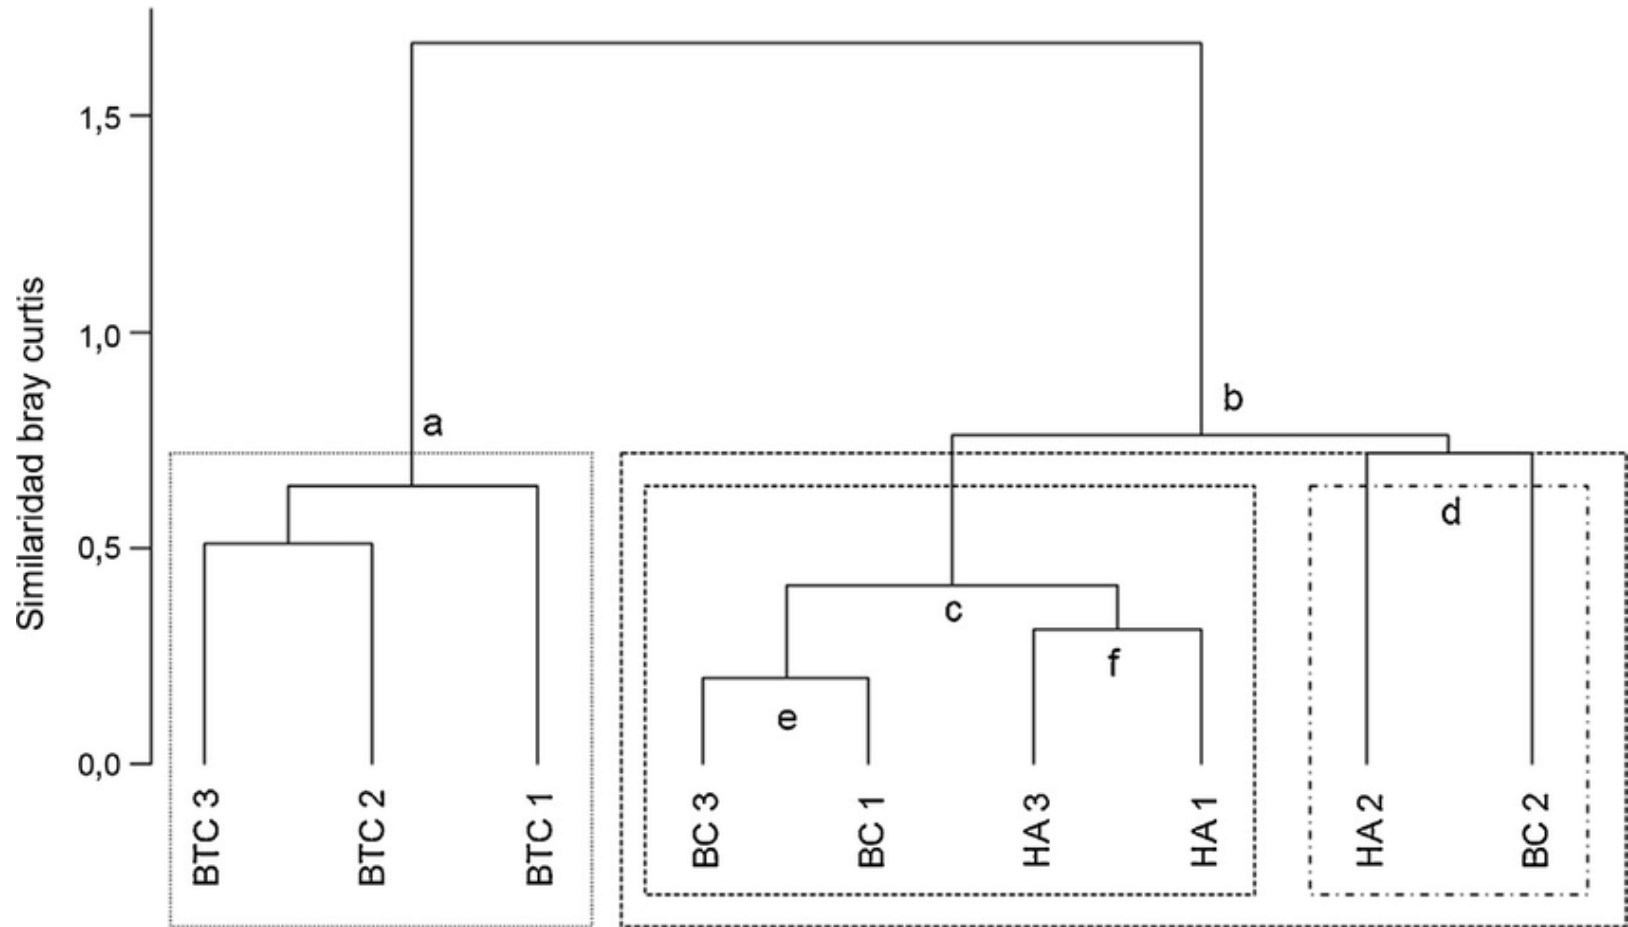 Similaridad bray curtis
1,5
1,0
0,5
0,0
a
b
c
d
e
f
BTC 3
BTC 2
BTC 1
BC 3
BC 1
HA 3
HA 1
HA 2
BC 2